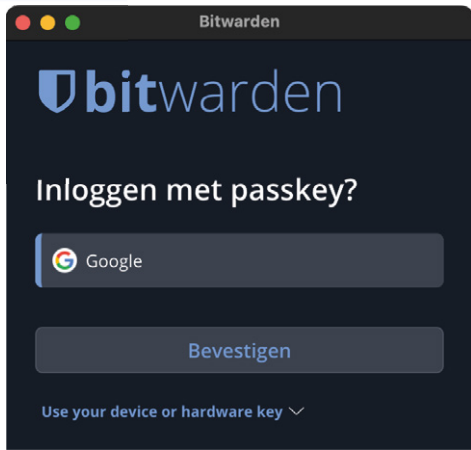 Bitwarden
bitwarden
Inloggen met passkey?
Google
Bevestigen
Use your device or hardware key